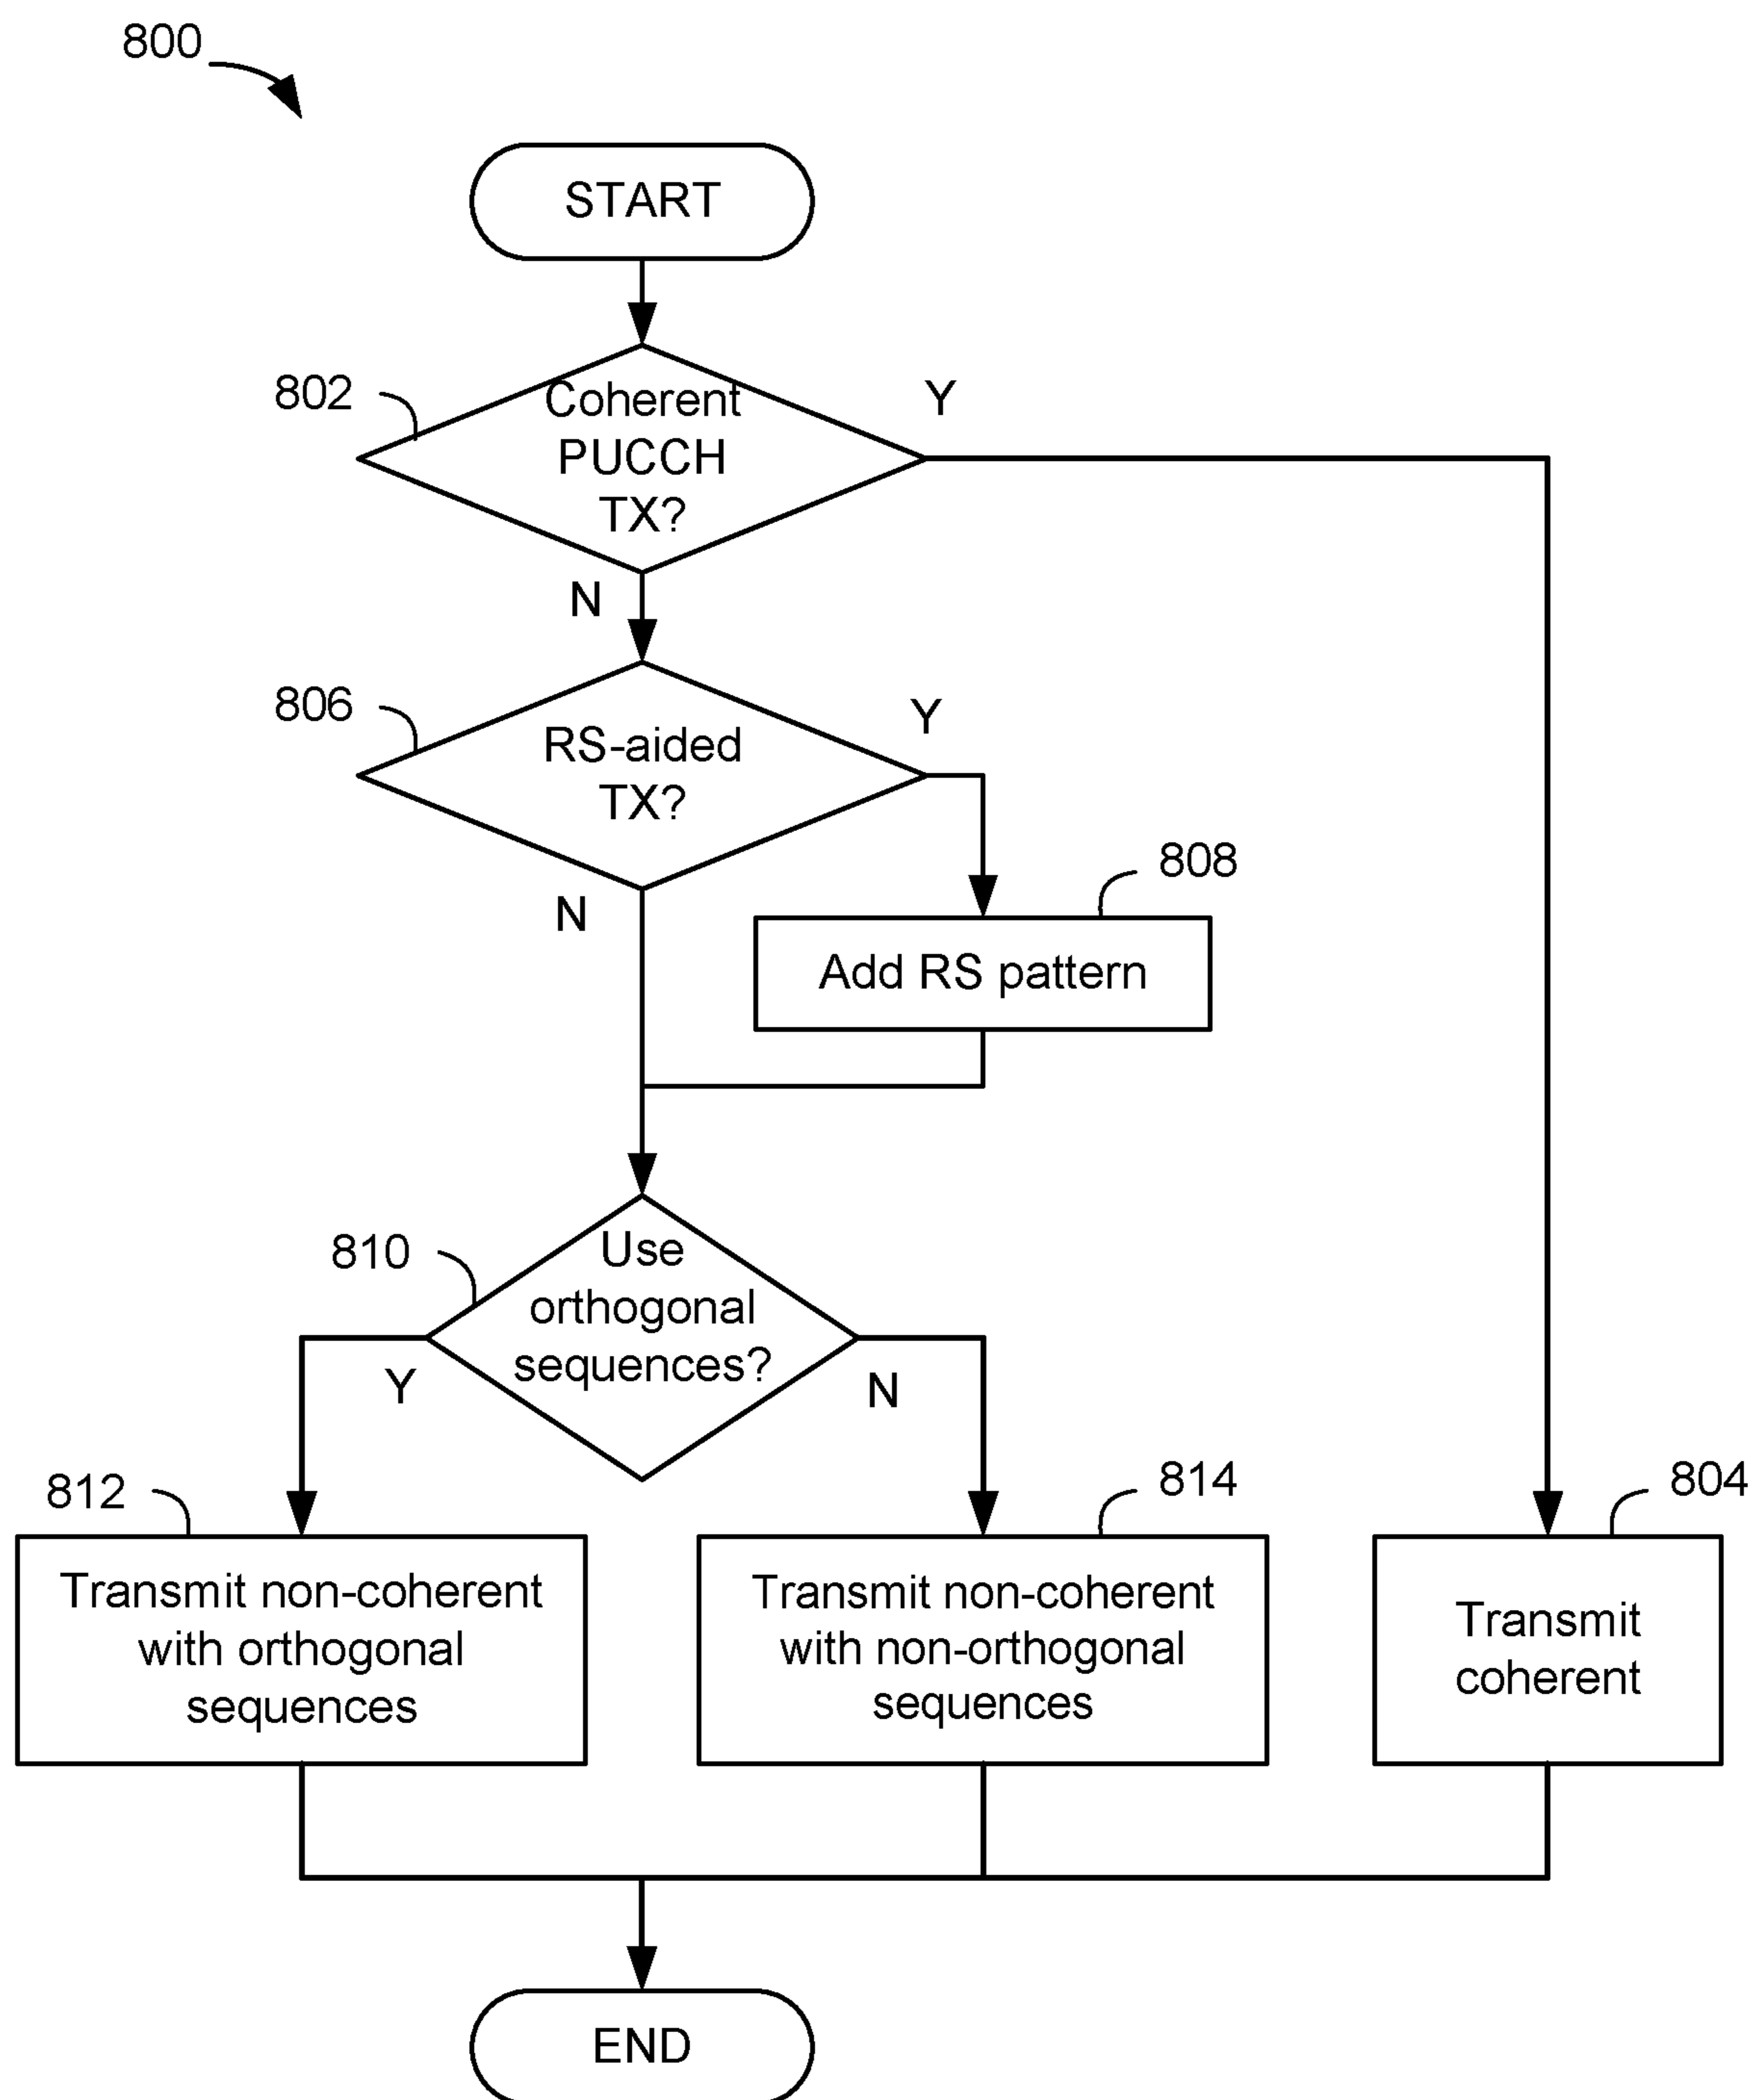 800
START
802
Coherent
PUCCH
TX?
Y
N
806
RS-aided
TX?
Y
N
808
Add RS pattern
810
Use
orthogonal
sequences?
Y
N
812
Transmit non-coherent
with orthogonal
sequences
814
Transmit non-coherent
with non-orthogonal
sequences
804
Transmit
coherent
END